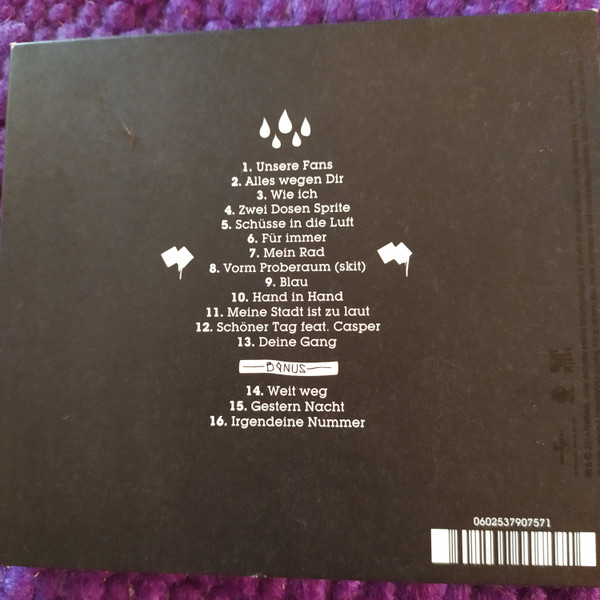 1. Unsere Fans
2. Alles wegen Dir
3. Wie ich
4. Zwei Dosen Sprite
5. Schüsse in die Luft
6. Für immer
7. Mein Rad
8. Vorm Proberaum (skit)
9. Blau
10. Hand in Hand
11. Meine Stadt ist zu laut
12. Schöner Tag feat. Casper
13. Deine Gang
BONUS
14. Weit weg
15. Gestern Nacht
16. Irgendeine Nummer
0602537907571